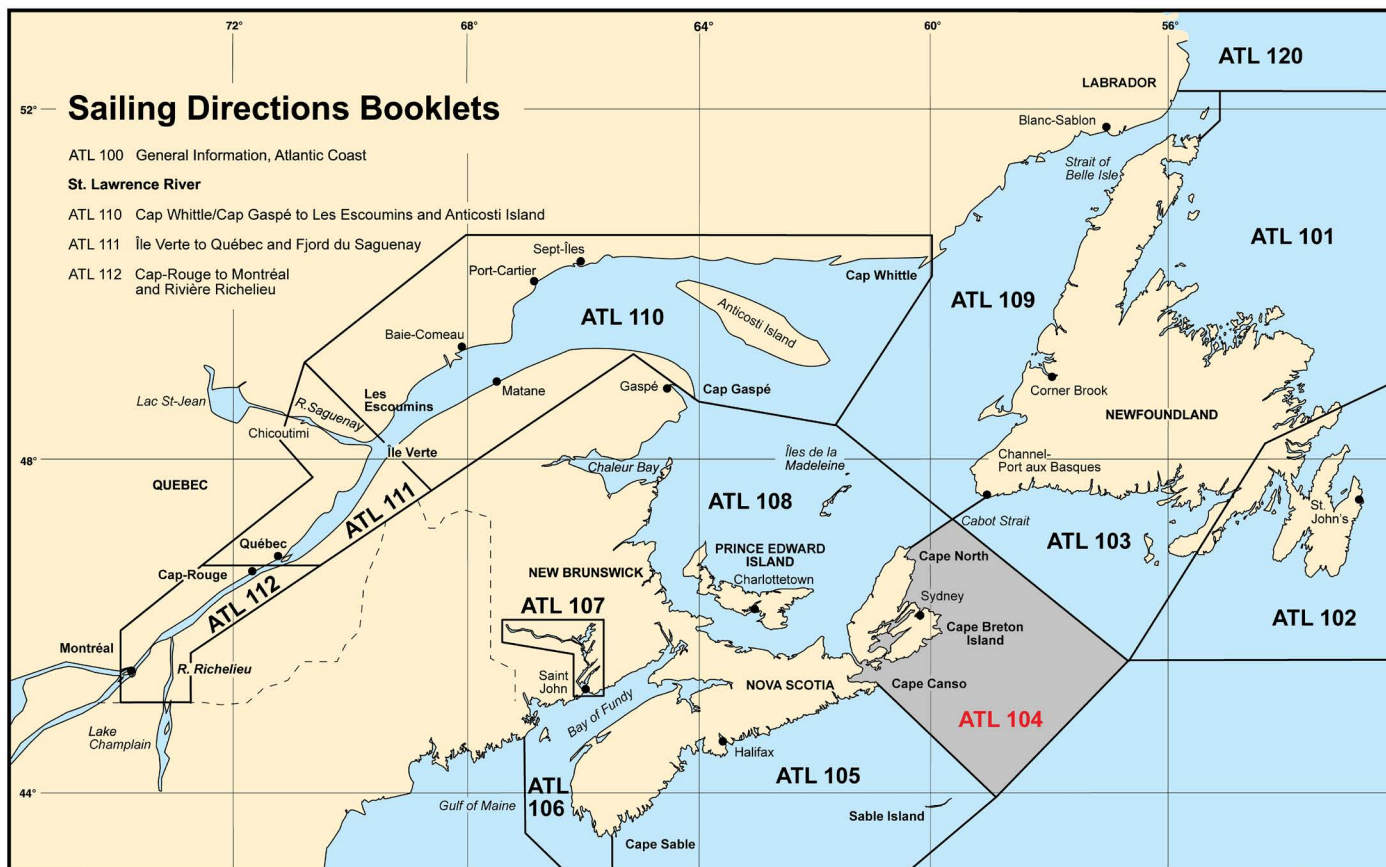 72°
68°
64°
60°
56°
52°
48°
44°
Sailing Directions Booklets
ATL 100 General Information, Atlantic Coast
St. Lawrence River
ATL 110 Cap Whittle/Cap Gaspé to Les Escoumins and Anticosti Island
ATL 111 Île Verte to Québec and Fjord du Saguenay
ATL 112 Cap-Rouge to Montréal
and Rivière Richelieu
ATL 120
LABRADOR
Blanc-Sablon
Strait of
Belle Isle
ATL 101
Sept-Îles
Port-Cartier
Cap Whittle
ATL 109
ATL 110
Anticosti Island
Baie-Comeau
Matane
Gaspé
Cap Gaspé
Corner Brook
NEWFOUNDLAND
Les
Escoumins
Lac St-Jean
R.Saguenay
Chicoutimi
Île Verte
QUEBEC
Chaleur Bay
Îles de la
Madeleine
Channel-
Port aux Basques
ATL 111
ATL 108
Cabot Strait
St.
John's
Québec
Cap-Rouge
ATL 103
ATL 112
NEW BRUNSWICK
PRINCE EDWARD
ISLAND
Charlottetown
Cape North
Sydney
Cape Breton
Island
ATL 102
ATL 107
Montréal
R. Richelieu
Saint
John
NOVA SCOTIA
Cape Canso
Bay of Fundy
ATL 104
Lake
Champlain
Halifax
ATL 105
ATL
106
Gulf of Maine
Sable Island
Cape Sable